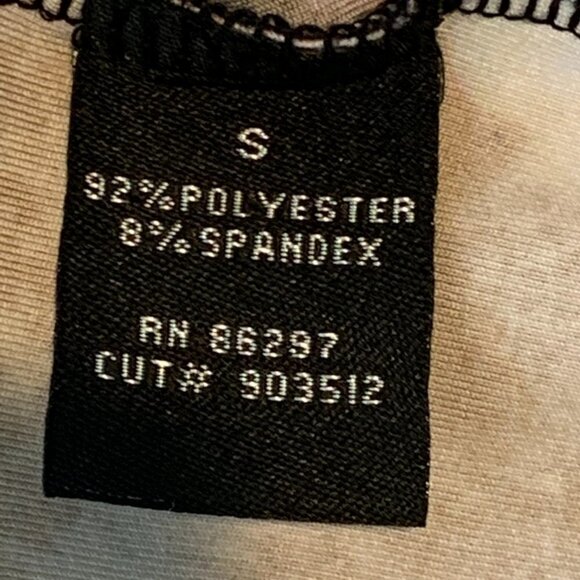 S
92%POLYESTER
8%SPANDEX
RN 86297
CUT# 903512